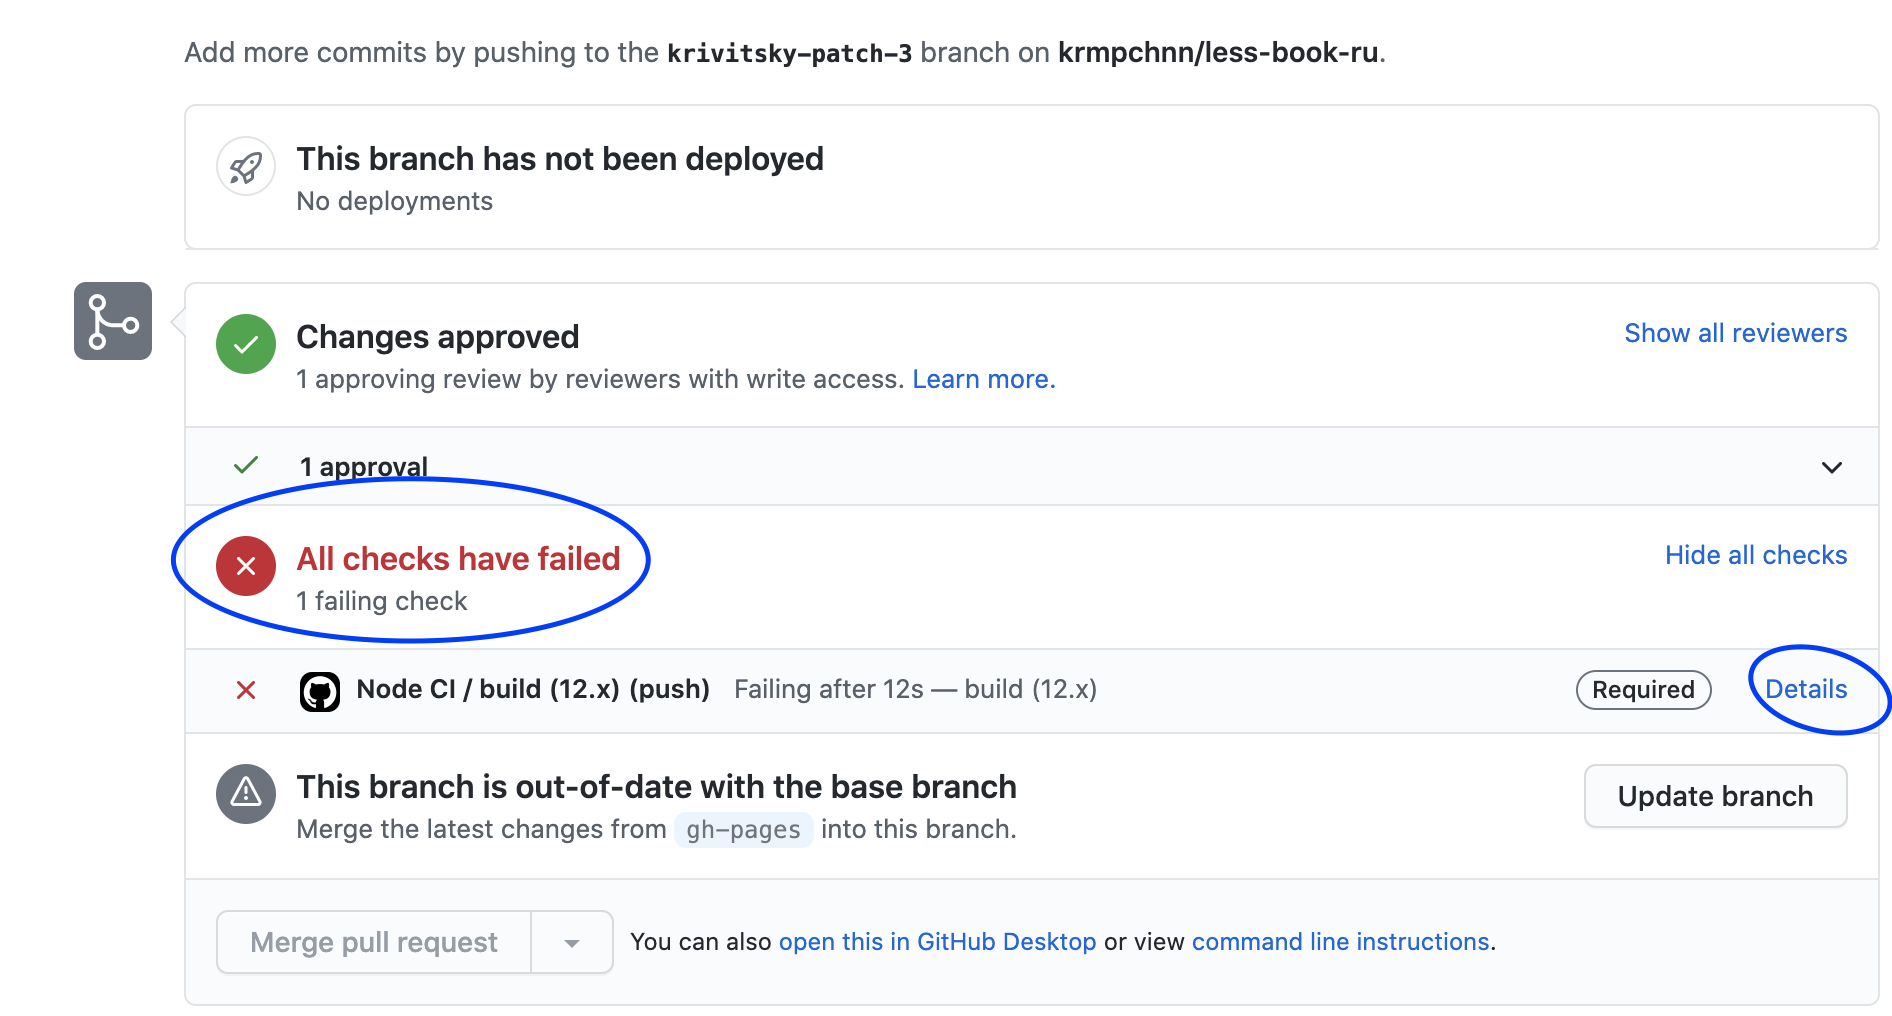 Add more commits by pushing to the krivitsky-patch-3 branch on krmpchnn/less-book-ru.
This branch has not been deployed
No deployments
Changes approved
Show all reviewers
1 approving review by reviewers with write access. Learn more.
1 approval
All checks have failed
Hide all checks
1 failing check
Node CI / build (12.x) (push) Failing after 12s — build (12.x) Required Details
This branch is out-of-date with the base branch
Update branch
Merge the latest changes from gh-pages into this branch.
Merge pull request You can also open this in GitHub Desktop or view command line instructions.